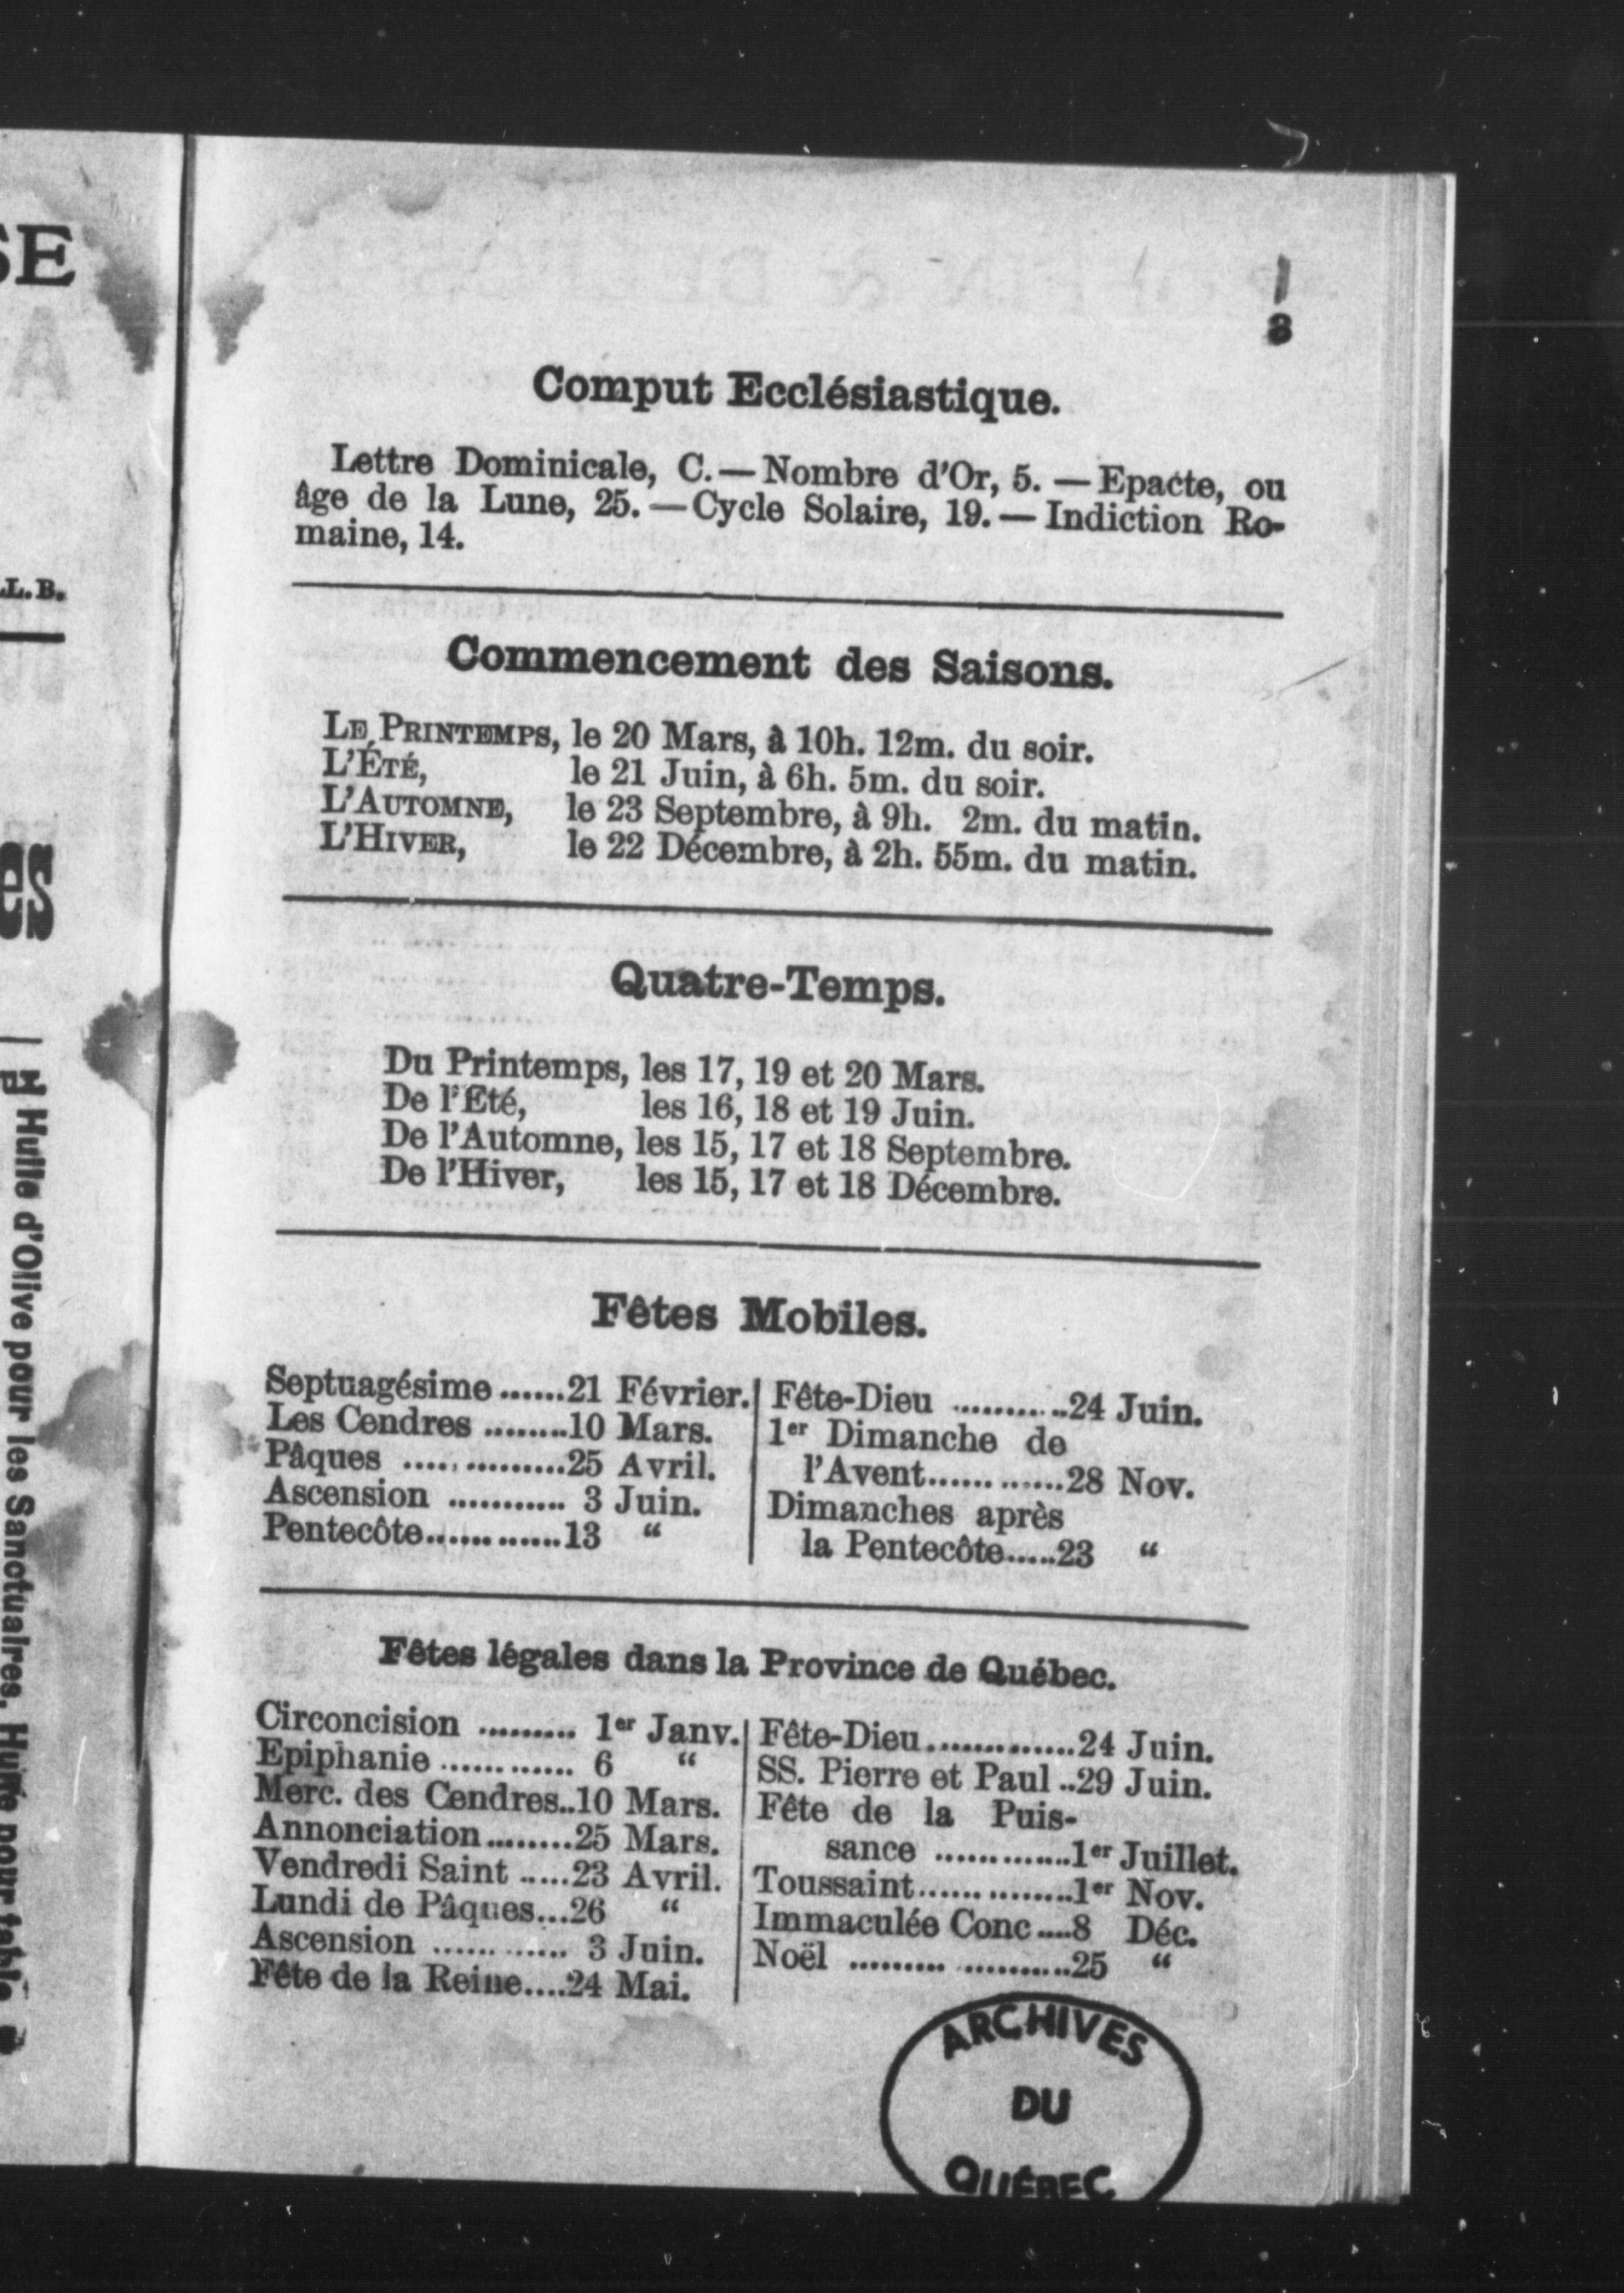 SE
LL.B.
es
Huile d'Olive pour les Sanctuaires. Huile pour table
1
8
Comput Ecclésiastique.
Lettre Dominicale, C.—Nombre d'Or, 5. —Epacte, ou
âge de la Lune, 25.—Cycle Solaire, 19.—Indiction Ro-
maine, 14.
Commencement des Saisons.
LE PRINTEMPS, le 20 Mars, à 10h. 12m. du soir.
L'ÉTÉ, le 21 Juin, à 6h. 5m. du soir.
L'AUTOMNE, le 23 Septembre, à 9h. 2m. du matin.
L'HIVER, le 22 Décembre, à 2h. 55m. du matin.
Quatre-Temps.
Du Printemps, les 17, 19 et 20 Mars.
De l'Eté, les 16, 18 et 19 Juin.
De l'Automne, les 15, 17 et 18 Septembre.
De l'Hiver, les 15, 17 et 18 Décembre.
Fêtes Mobiles.
Septuagésime ......21 Février.
Les Cendres ........10 Mars.
Pâques ...............25 Avril.
Ascension ........... 3 Juin.
Pentecôte.............13 "
Fête-Dieu ...........24 Juin.
1er Dimanche de
l'Avent.............28 Nov.
Dimanches après
la Pentecôte.....23 "
Fêtes légales dans la Province de Québec.
Circoncision ......... 1er Janv.
Epiphanie ............ 6 "
Merc. des Cendres..10 Mars.
Annonciation.........25 Mars.
Vendredi Saint .....23 Avril.
Lundi de Pâques...26 "
Ascension ............ 3 Juin.
Fête de la Reine....24 Mai.
Fête-Dieu..............24 Juin.
SS. Pierre et Paul ..29 Juin.
Fête de la Puis-
sance .............1er Juillet.
Toussaint...............1er Nov.
Immaculée Conc ....8 Déc.
Noël ....................25 "
ARCHIVES
DU
QUÉBEC